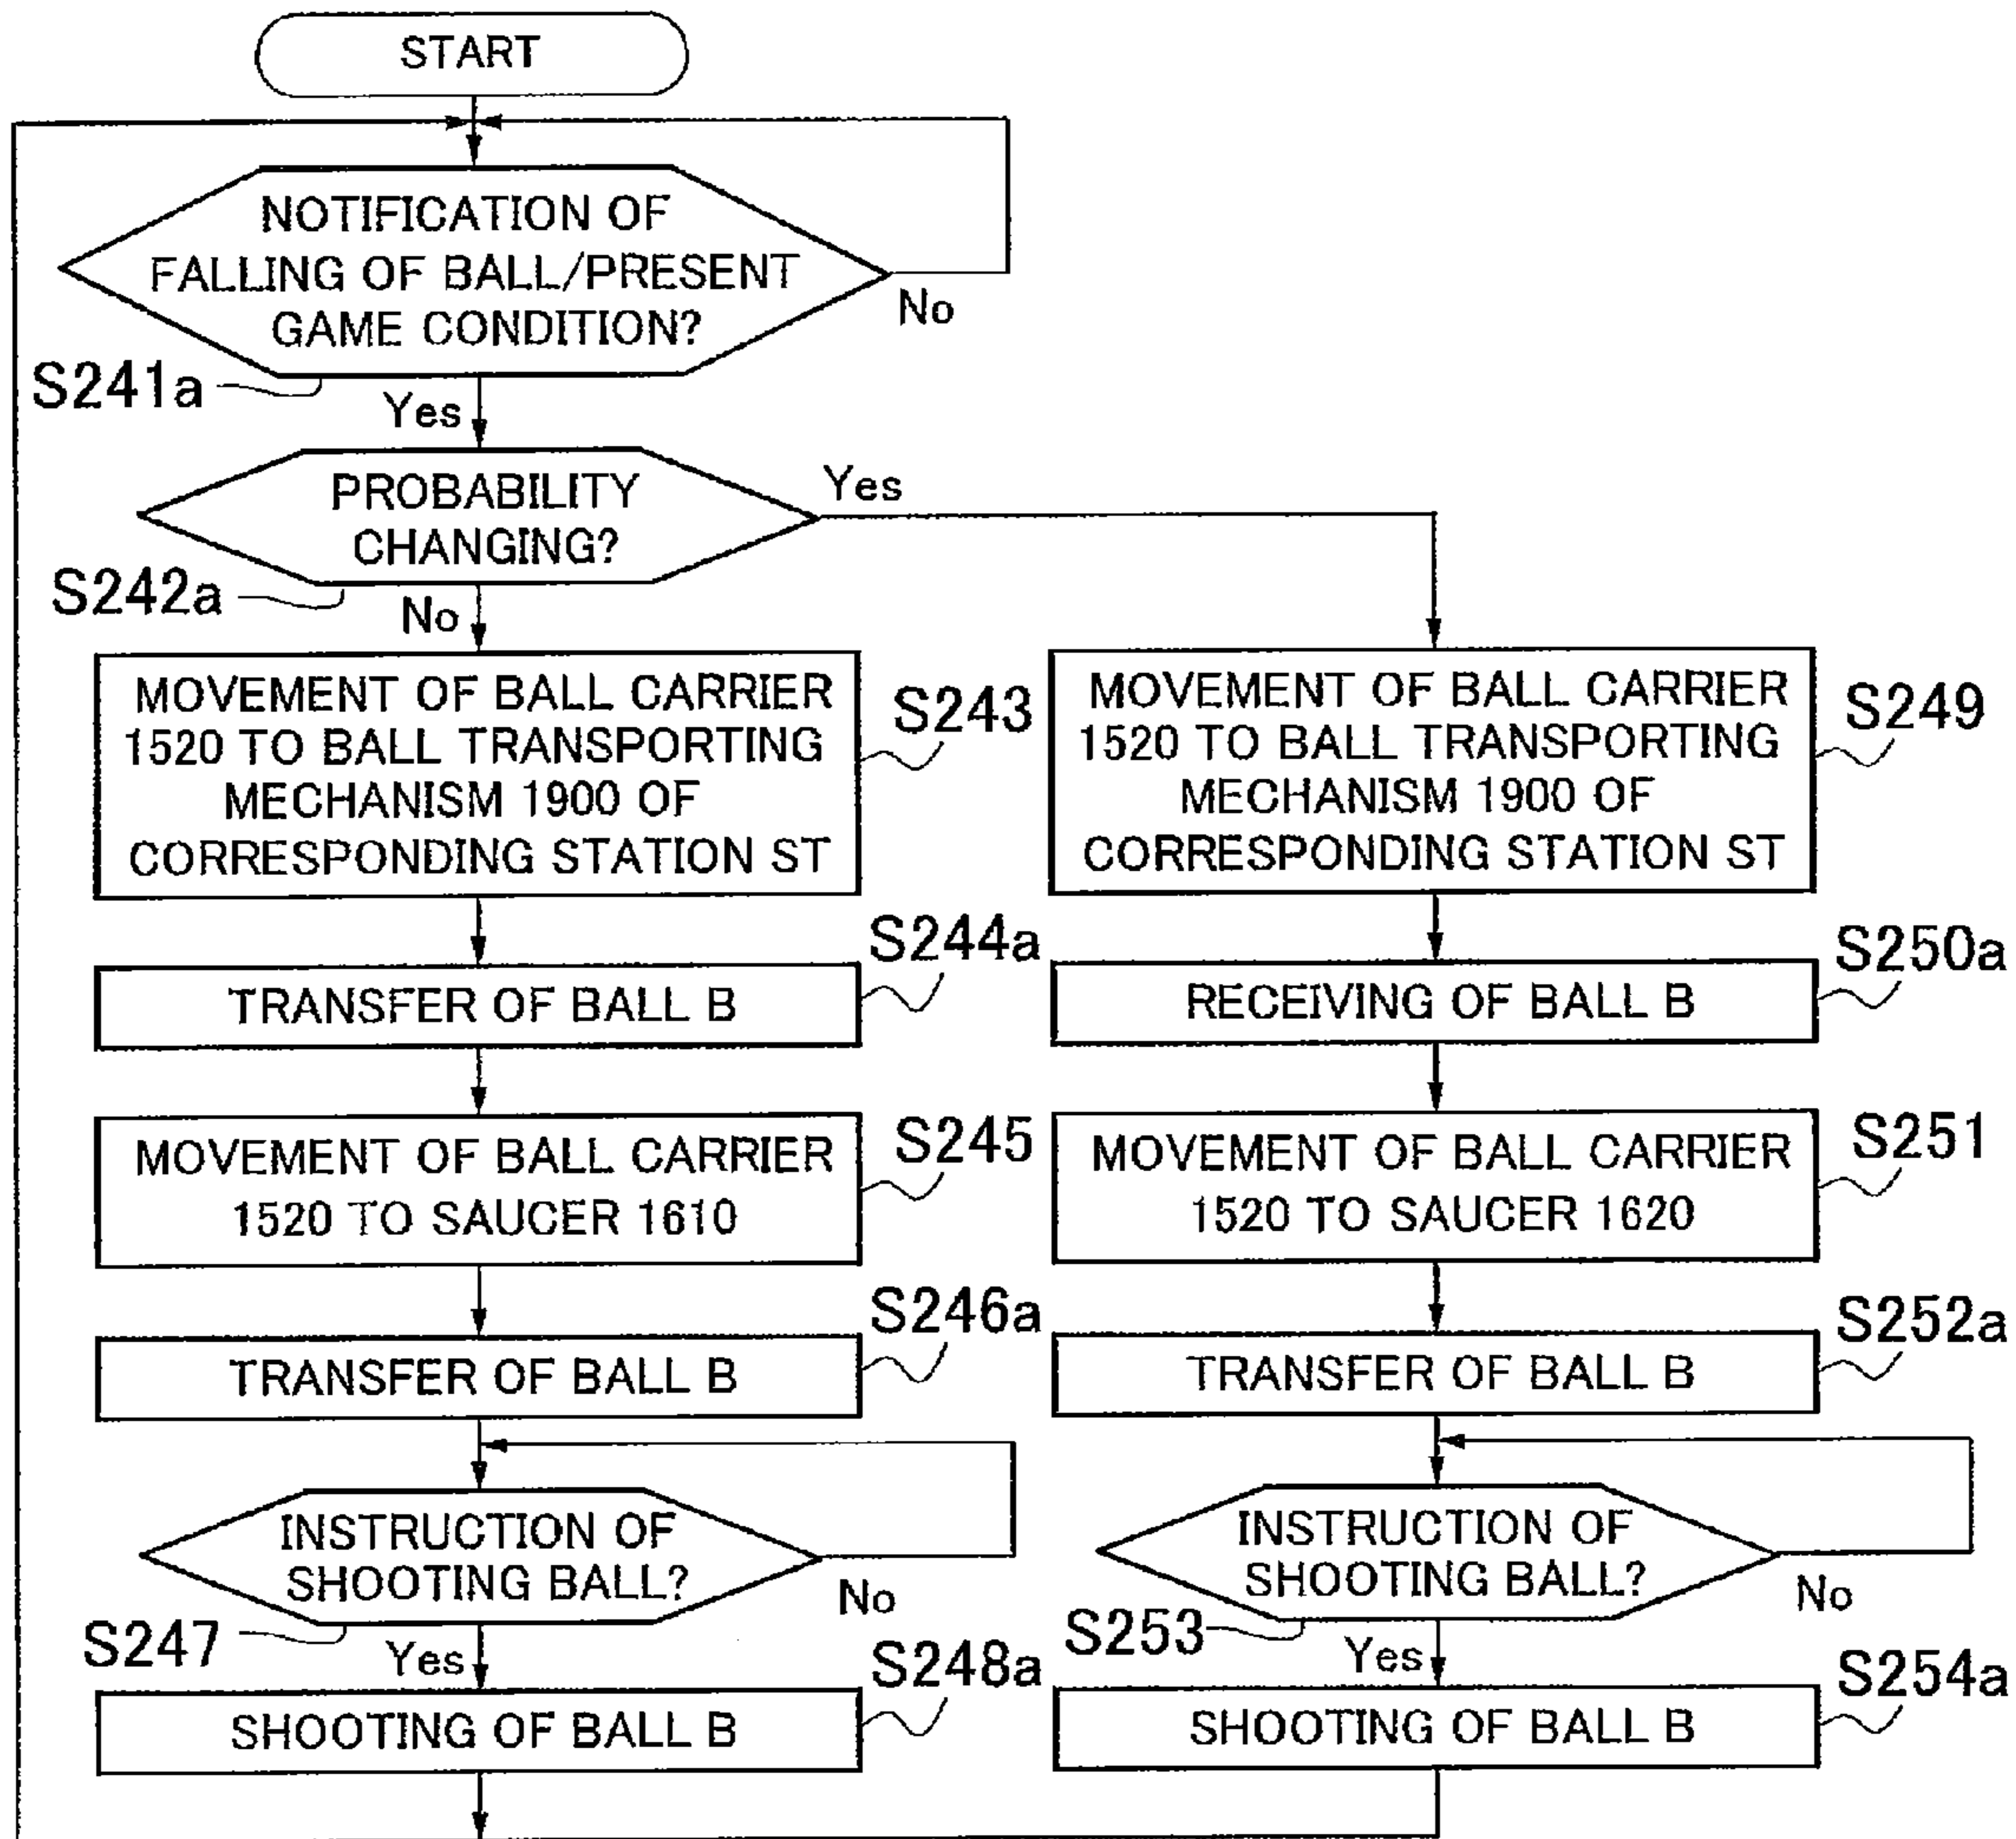 START
NOTIFICATION OF
FALLING OF BALL/PRESENT
GAME CONDITION?
No
S241a
Yes
PROBABILITY
CHANGING?
Yes
S242a
No
MOVEMENT OF BALL CARRIER
1520 TO BALL TRANSPORTING
MECHANISM 1900 OF
CORRESPONDING STATION ST
S243
S244a
TRANSFER OF BALL B
MOVEMENT OF BALL CARRIER
1520 TO SAUCER 1610
S245
S246a
TRANSFER OF BALL B
INSTRUCTION OF
SHOOTING BALL?
No
S247
Yes
S248a
SHOOTING OF BALL B
MOVEMENT OF BALL CARRIER
1520 TO BALL TRANSPORTING
MECHANISM 1900 OF
CORRESPONDING STATION ST
S249
S250a
RECEIVING OF BALL B
MOVEMENT OF BALL CARRIER
1520 TO SAUCER 1620
S251
S252a
TRANSFER OF BALL B
INSTRUCTION OF
SHOOTING BALL?
No
S253
Yes
S254a
SHOOTING OF BALL B